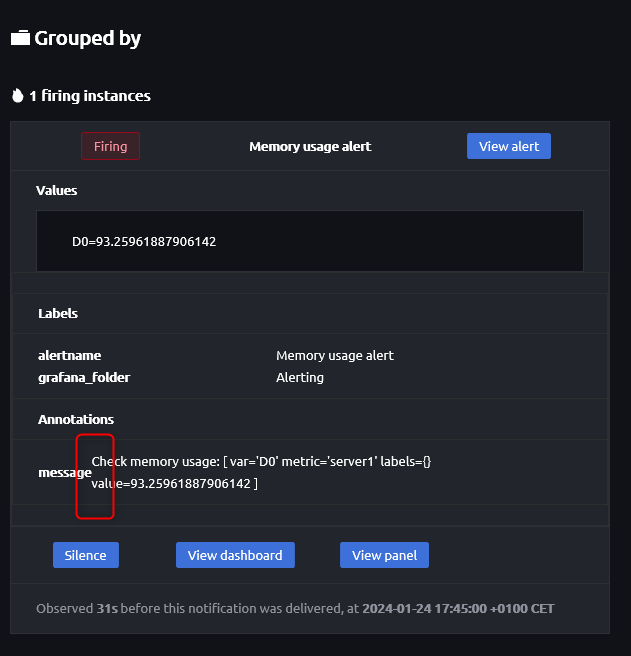 Grouped by
1 firing instances
Firing Memory usage alert View alert
Values
D0=93.25961887906142
Labels
alertname Memory usage alert
grafana_folder Alerting
Annotations
message Check memory usage: [ var='D0' metric='server1' labels={}
value=93.25961887906142 ]
Silence View dashboard View panel
Observed 31s before this notification was delivered, at 2024-01-24 17:45:00 +0100 CET